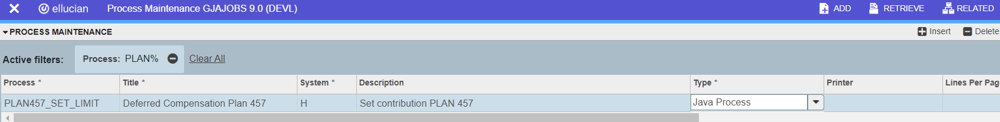 ellucian Process Maintenance GJAJOBS 9.0 (DEVL) ADD RETRIEVE RELATED
PROCESS MAINTENANCE Insert Delete
Active filters: Process: PLAN% Clear All
Process * Title * System * Description Type * Printer Lines Per Pag
PLAN457_SET_LIMIT Deferred Compensation Plan 457 H Set contribution PLAN 457 Java Process